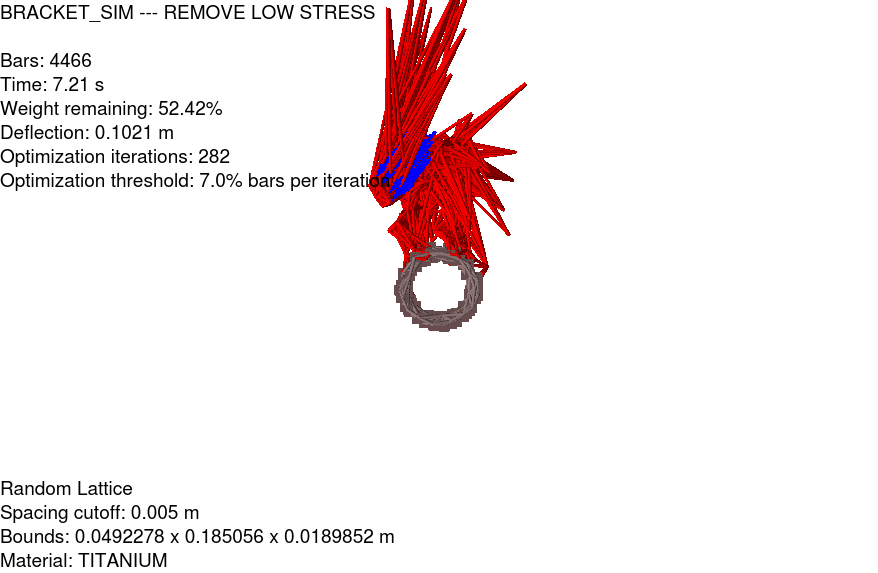 BRACKET_SIM --- REMOVE LOW STRESS
Bars: 4466
Time: 7.21 s
Weight remaining: 52.42%
Deflection: 0.1021 m
Optimization iterations: 282
Optimization threshold: 7.0% bars per iteration
Random Lattice
Spacing cutoff: 0.005 m
Bounds: 0.0492278 x 0.185056 x 0.0189852 m
Material: TITANIUM